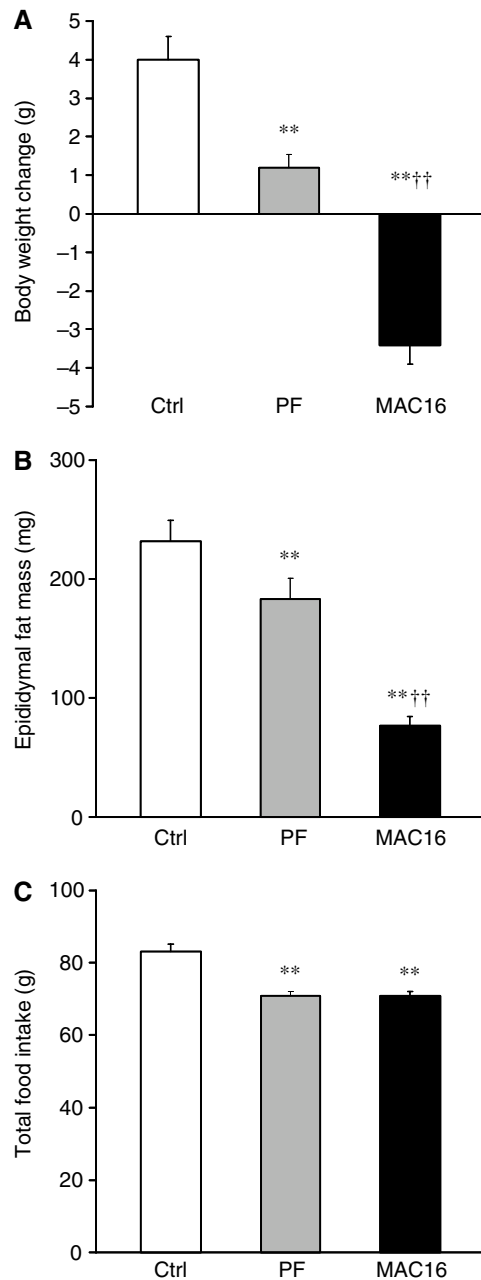 A
Body weight change (g)
5
4
3
2
1
0
–1
–2
–3
–4
–5
**
**††
Ctrl PF MAC16
B
Epididymal fat mass (mg)
300
200
100
0
**
**††
Ctrl PF MAC16
C
Total food intake (g)
100
80
60
40
20
0
** **
Ctrl PF MAC16